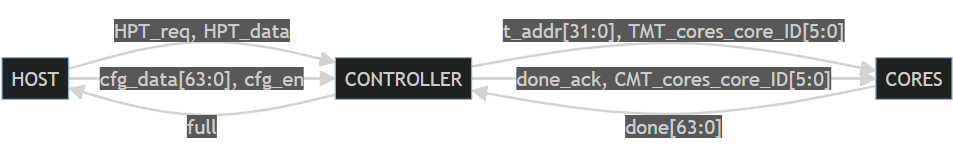 HPT_req, HPT_data
t_addr[31:0], TMT_cores_core_ID[5:0]
HOST
cfg_data[63:0], cfg_en
CONTROLLER
done_ack, CMT_cores_core_ID[5:0]
CORES
full
done[63:0]